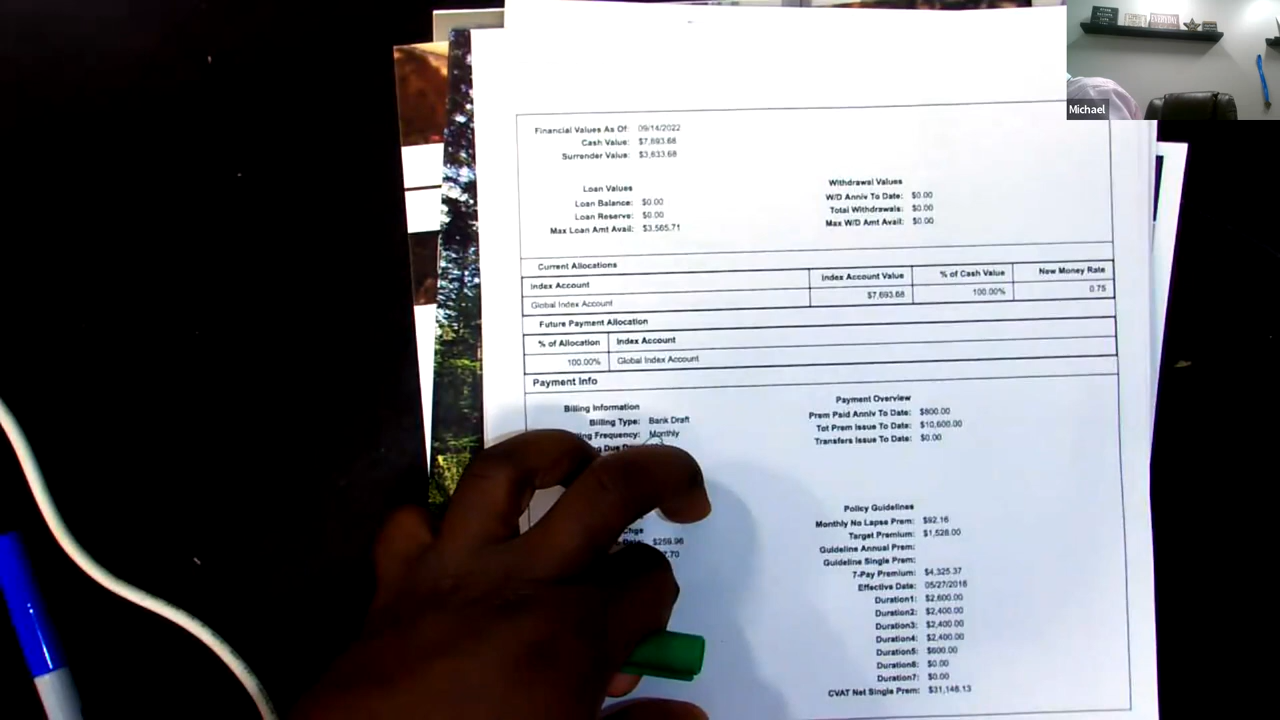 EVERYDAY
Michael
Financial Values As Of: 09/14/2022
Cash Value: $7,693.68
Surrender Value: $3,633.68
Loan Values
Loan Balance: $0.00
Loan Reserve: $0.00
Max Loan Amt Avail: $3,565.71
Withdrawal Values
W/D Anniv To Date: $0.00
Total Withdrawals: $0.00
Max W/D Amt Avail: $0.00
Current Allocations
Index Account Index Account Value % of Cash Value New Money Rate
Global Index Account $7,693.68 100.00% 0.75
Future Payment Allocation
% of Allocation Index Account
100.00% Global Index Account
Payment Info
Billing Information
Billing Type: Bank Draft
Frequency: Monthly
Due
Payment Overview
Prem Paid Anniv To Date: $800.00
Tot Prem Issue To Date: $10,600.00
Transfers Issue To Date: $0.00
Chge
Date: $259.96
Policy Guidelines
Monthly No Lapse Prem: $92.16
Target Premium: $1,528.00
Guideline Annual Prem:
Guideline Single Prem:
7-Pay Premium: $4,325.37
Effective Date: 05/27/2018
Duration1: $2,600.00
Duration2: $2,400.00
Duration3: $2,400.00
Duration4: $2,400.00
Duration5: $600.00
Duration6: $0.00
Duration7: $0.00
CVAT Net Single Prem: $31,148.13